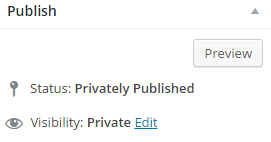 Publish
Preview
Status: Privately Published
Visibility: Private Edit